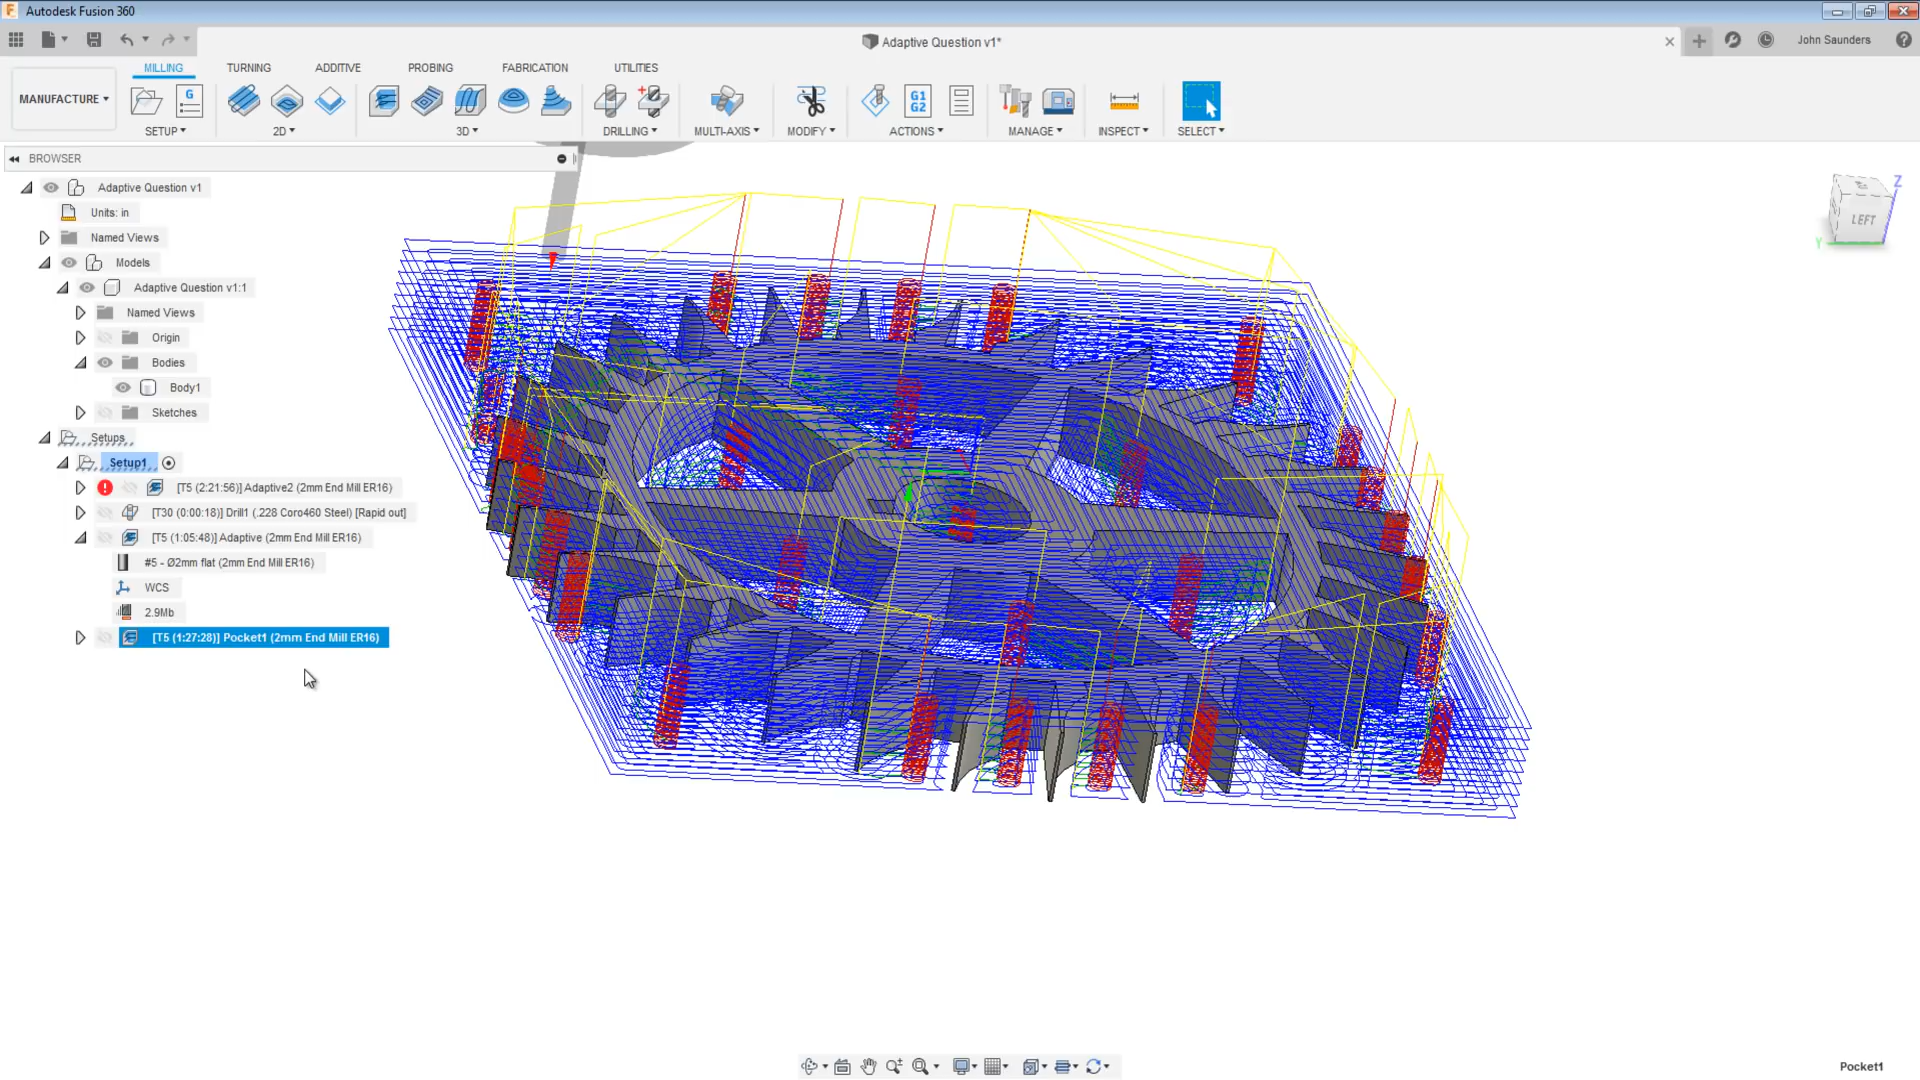 Autodesk Fusion 360
Adaptive Question v1*
John Saunders
MANUFACTURE
MILLING
TURNING
ADDITIVE
PROBING
FABRICATION
UTILITIES
G
G1
G2
SETUP
2D
3D
DRILLING
MULTI-AXIS
MODIFY
ACTIONS
MANAGE
INSPECT
SELECT
BROWSER
Adaptive Question v1
Units: in
Named Views
Models
Adaptive Question v1:1
Named Views
Origin
Bodies
Body1
Sketches
Setups
Setup1
[T5 (2:21:56)] Adaptive2 (2mm End Mill ER16)
[T30 (0:00:18)] Drill1 (.228 Coro460 Steel) [Rapid out]
[T5 (1:05:48)] Adaptive (2mm End Mill ER16)
#5 - Ø2mm flat (2mm End Mill ER16)
WCS
2.9Mb
[T5 (1:27:28)] Pocket1 (2mm End Mill ER16)
Z
LEFT
Y
Pocket1